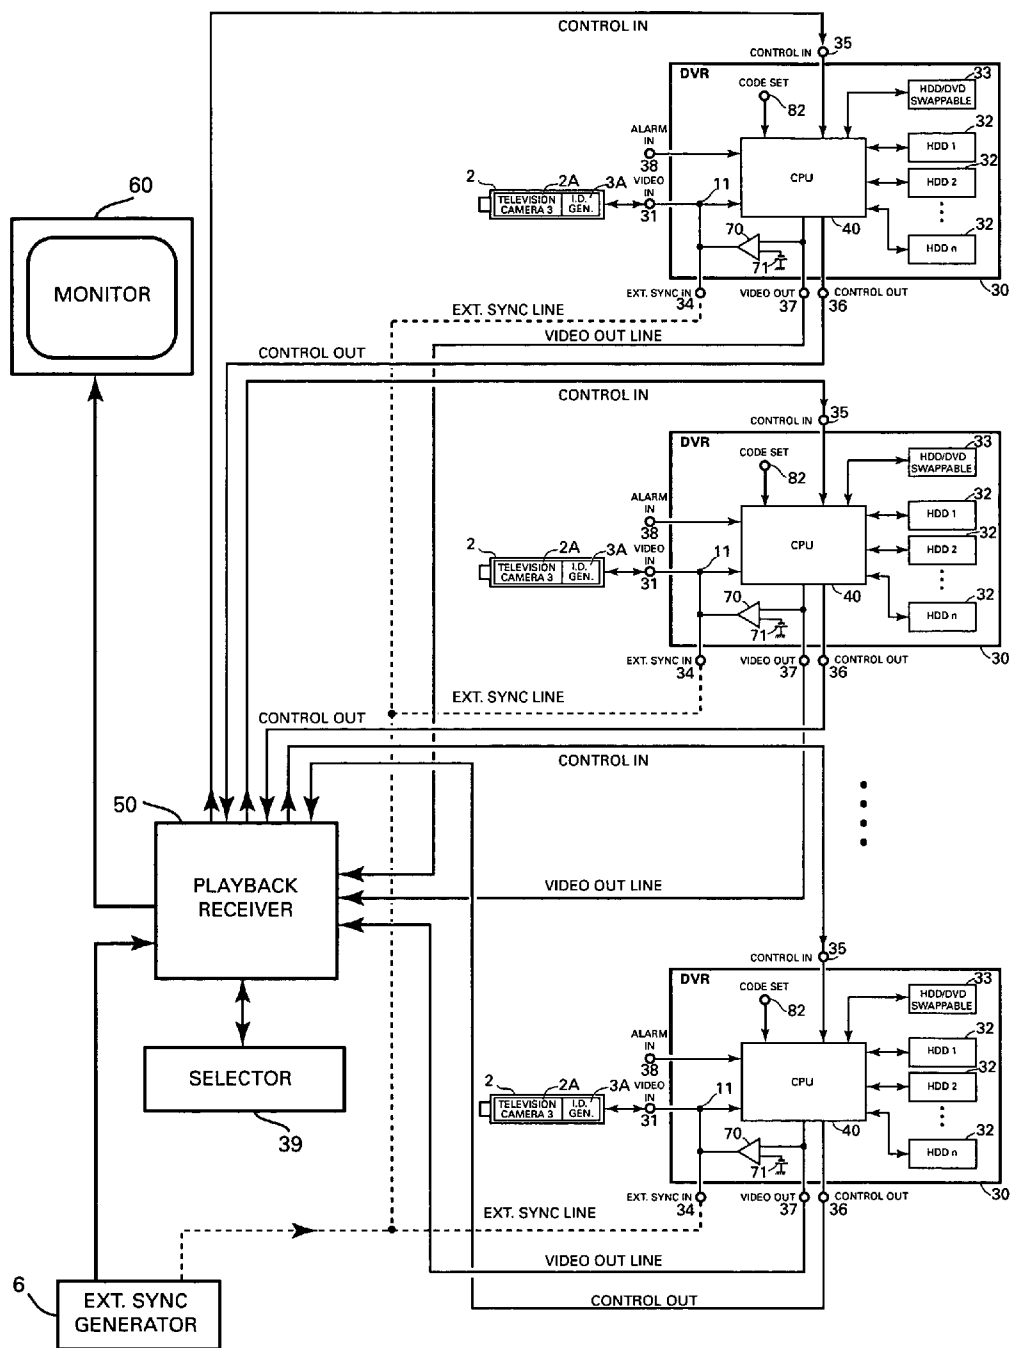 CONTROL IN
CONTROL IN
35
DVR
CODE SET
82
33
HDD/DVD
SWAPPABLE
ALARM
IN
38
32
HDD 1
CPU
32
HDD 2
2
2A
3A
VIDEO
IN
31
TELEVISION
CAMERA 3
I.D.
GEN.
11
40
32
HDD n
70
71
30
EXT. SYNC IN
34
VIDEO OUT
37
CONTROL OUT
36
60
MONITOR
EXT. SYNC LINE
VIDEO OUT LINE
CONTROL OUT
CONTROL IN
CONTROL IN
35
DVR
CODE SET
82
33
HDD/DVD
SWAPPABLE
ALARM
IN
38
32
HDD 1
CPU
32
HDD 2
2
2A
3A
VIDEO
IN
31
TELEVISION
CAMERA 3
I.D.
GEN.
11
40
32
HDD n
70
71
30
EXT. SYNC IN
34
VIDEO OUT
37
CONTROL OUT
36
EXT. SYNC LINE
CONTROL OUT
CONTROL IN
50
PLAYBACK
RECEIVER
VIDEO OUT LINE
CONTROL IN
35
DVR
CODE SET
82
33
HDD/DVD
SWAPPABLE
ALARM
IN
38
32
HDD 1
CPU
32
HDD 2
2
2A
3A
VIDEO
IN
31
TELEVISION
CAMERA 3
I.D.
GEN.
11
40
32
HDD n
70
71
30
SELECTOR
39
EXT. SYNC IN
34
VIDEO OUT
37
CONTROL OUT
36
EXT. SYNC LINE
VIDEO OUT LINE
CONTROL OUT
6
EXT. SYNC
GENERATOR